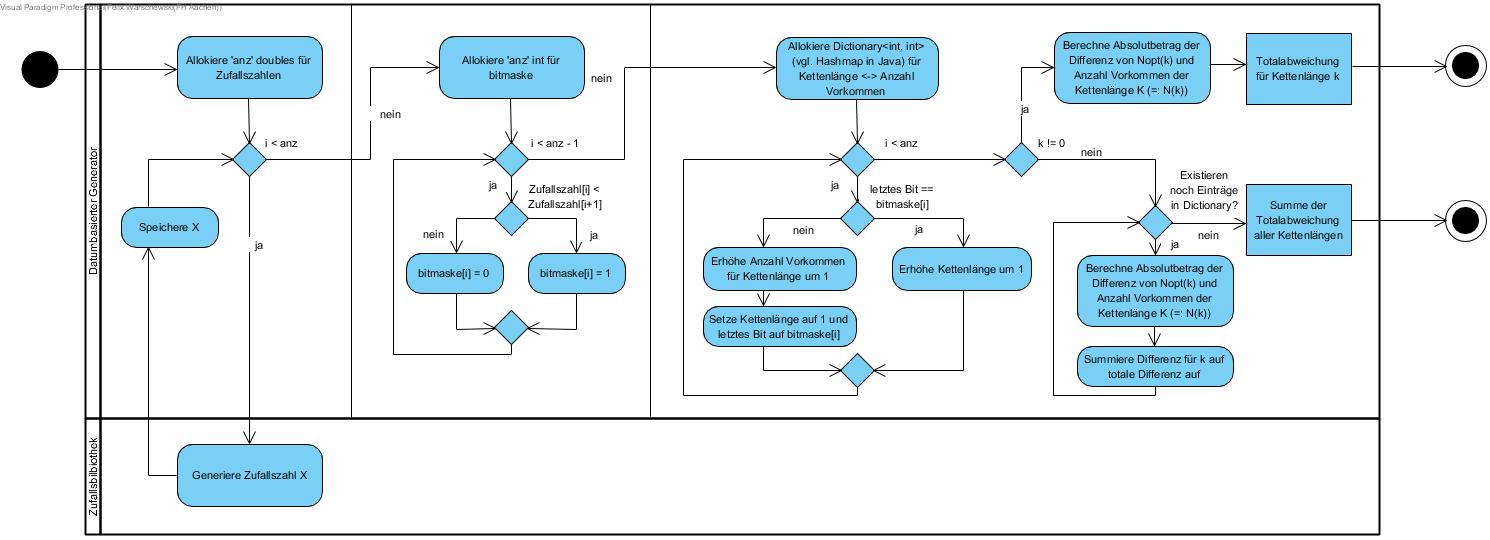 Visual Paradigm Professional(Felix Warschewski(FH Aachen))
Datumbasierter Generator
Allokiere 'anz' doubles für
Zufallszahlen
i < anz
nein
ja
Speichere X
Allokiere 'anz' int für
bitmaske
nein
i < anz - 1
ja
Zufallszahl[i] <
Zufallszahl[i+1]
nein
ja
bitmaske[i] = 0
bitmaske[i] = 1
Allokiere Dictionary<int, int>
(vgl. Hashmap in Java) für
Kettenlänge <-> Anzahl
Vorkommen
i < anz
ja
letztes Bit ==
bitmaske[i]
nein
ja
Erhöhe Anzahl Vorkommen
für Kettenlänge um 1
Erhöhe Kettenlänge um 1
Setze Kettenlänge auf 1 und
letztes Bit auf bitmaske[i]
Berechne Absolutbetrag der
Differenz von Nopt(k) und
Anzahl Vorkommen der
Kettenlänge K (=: N(k))
Totalabweichung
für Kettenlänge k
ja
k != 0
nein
Existieren
noch Einträge
in Dictionary?
nein
ja
Summe der
Totalabweichung
aller Kettenlängen
Berechne Absolutbetrag der
Differenz von Nopt(k) und
Anzahl Vorkommen der
Kettenlänge K (=: N(k))
Summiere Differenz für k auf
totale Differenz auf
Zufallsbilbiothek
Generiere Zufallszahl X